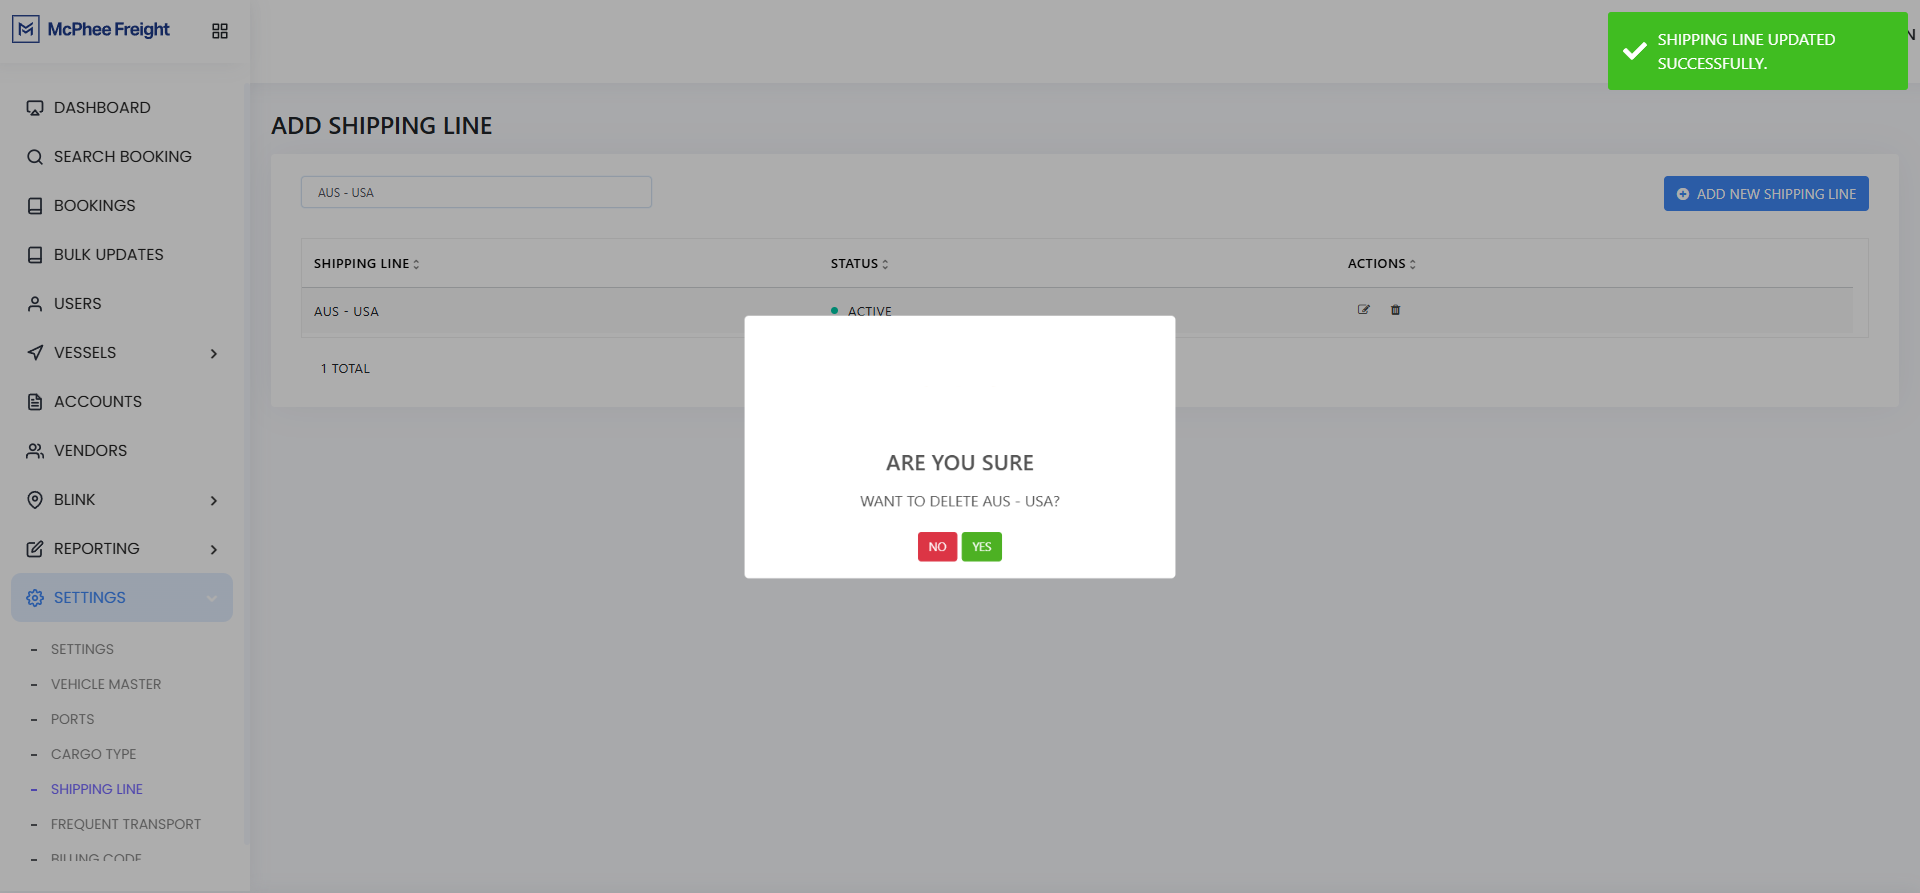 McPhee Freight
N
SHIPPING LINE UPDATED
SUCCESSFULLY.
DASHBOARD
SEARCH BOOKING
BOOKINGS
BULK UPDATES
USERS
VESSELS
ACCOUNTS
VENDORS
BLINK
REPORTING
SETTINGS
- SETTINGS
- VEHICLE MASTER
- PORTS
- CARGO TYPE
- SHIPPING LINE
- FREQUENT TRANSPORT
- BILLING CODE
ADD SHIPPING LINE
AUS - USA
ADD NEW SHIPPING LINE
SHIPPING LINE STATUS ACTIONS
AUS - USA ACTIVE
1 TOTAL
ARE YOU SURE
WANT TO DELETE AUS - USA?
NO YES